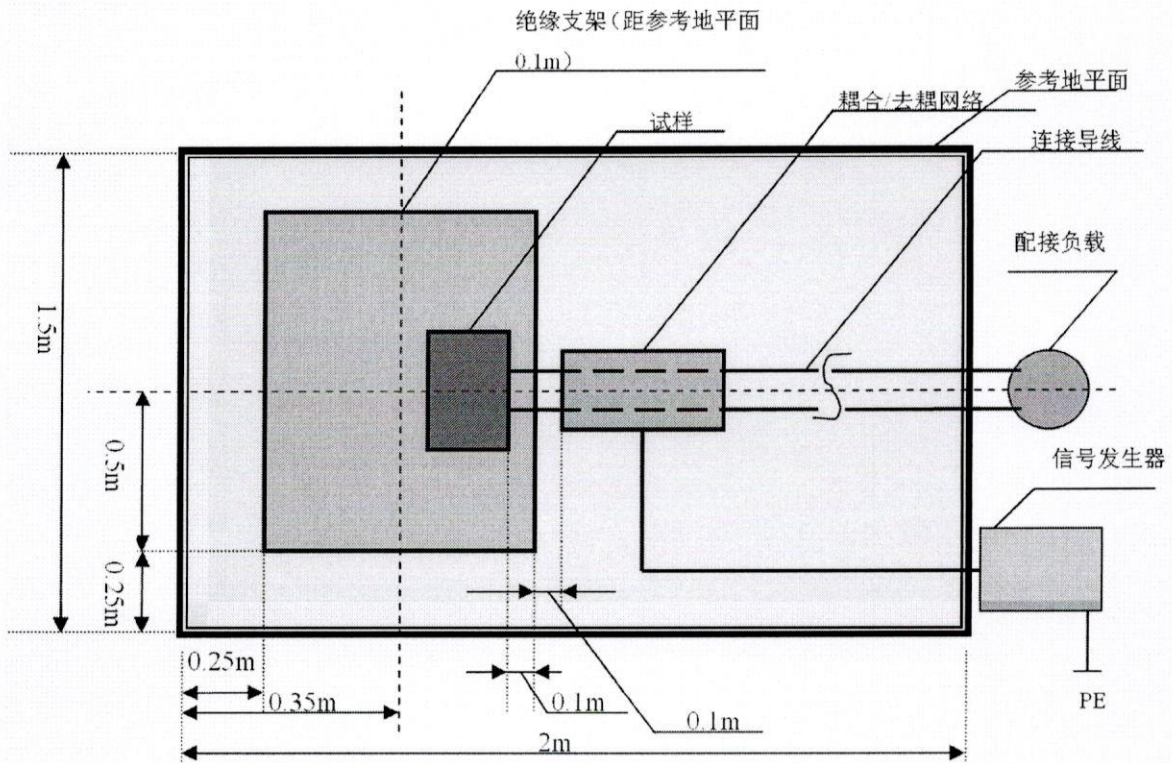 绝缘支架（距参考地平面
0.1m）
参考地平面
耦合/去耦网络
试样
连接导线
配接负载
1.5m
0.5m
信号发生器
0.25m
0.25m
0.35m
0.1m
0.1m
PE
2m